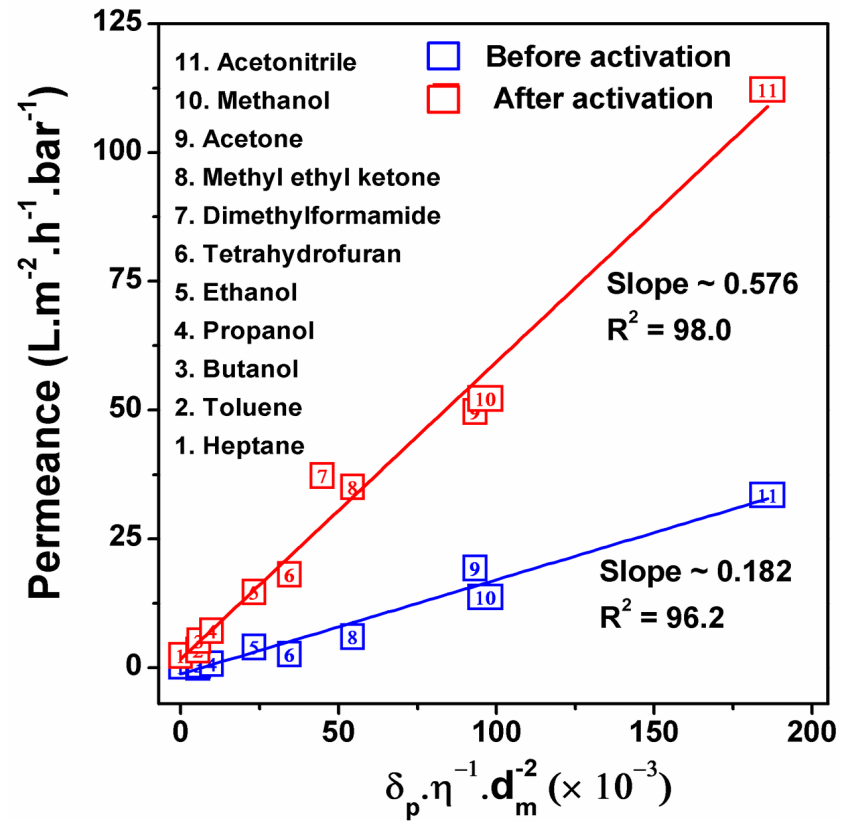 125
100
75
50
25
0
Permeance (L.m⁻².h⁻¹.bar⁻¹)
11. Acetonitrile
10. Methanol
9. Acetone
8. Methyl ethyl ketone
7. Dimethylformamide
6. Tetrahydrofuran
5. Ethanol
4. Propanol
3. Butanol
2. Toluene
1. Heptane
Before activation
After activation
11
10
9
8
7
6
5
4
3
2
1
Slope ~ 0.576
R² = 98.0
11
10
9
8
6
5
4
Slope ~ 0.182
R² = 96.2
0
50
100
150
200
δₚ.η⁻¹.dₘ⁻² (× 10⁻³)